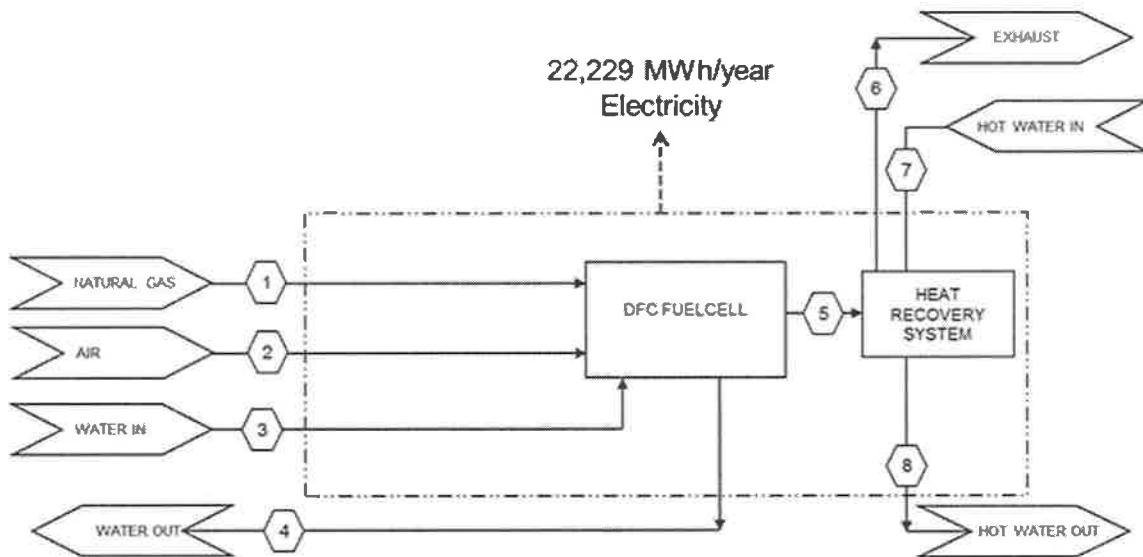 EXHAUST
22,229 MWh/year
Electricity
6
HOT WATER IN
7
NATURAL GAS
1
DFC FUELCELL
5
HEAT
RECOVERY
SYSTEM
AIR
2
WATER IN
3
8
WATER OUT
4
HOT WATER OUT